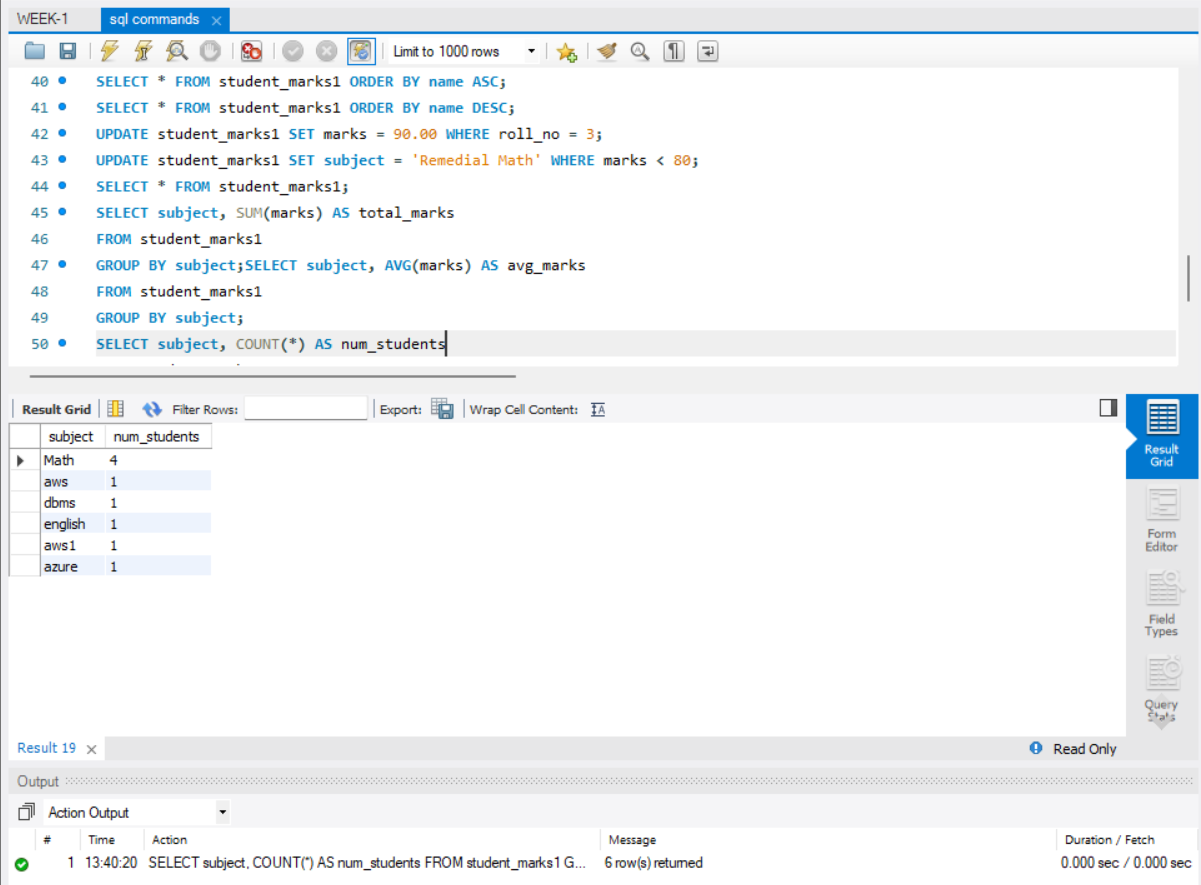 WEEK-1 sql commands
Limit to 1000 rows
40 SELECT * FROM student_marks1 ORDER BY name ASC;
41 SELECT * FROM student_marks1 ORDER BY name DESC;
42 UPDATE student_marks1 SET marks = 90.00 WHERE roll_no = 3;
43 UPDATE student_marks1 SET subject = 'Remedial Math' WHERE marks < 80;
44 SELECT * FROM student_marks1;
45 SELECT subject, SUM(marks) AS total_marks
46 FROM student_marks1
47 GROUP BY subject;SELECT subject, AVG(marks) AS avg_marks
48 FROM student_marks1
49 GROUP BY subject;
50 SELECT subject, COUNT(*) AS num_students
Result Grid Filter Rows: Export: Wrap Cell Content: IA
subject num_students
Math 4
aws 1
dbms 1
english 1
aws1 1
azure 1
Result
Grid
Form
Editor
Field
Types
Query
Stats
Result 19 Read Only
Output
Action Output
# Time Action Message Duration / Fetch
1 13:40:20 SELECT subject, COUNT(*) AS num_students FROM student_marks1 G... 6 row(s) returned 0.000 sec / 0.000 sec